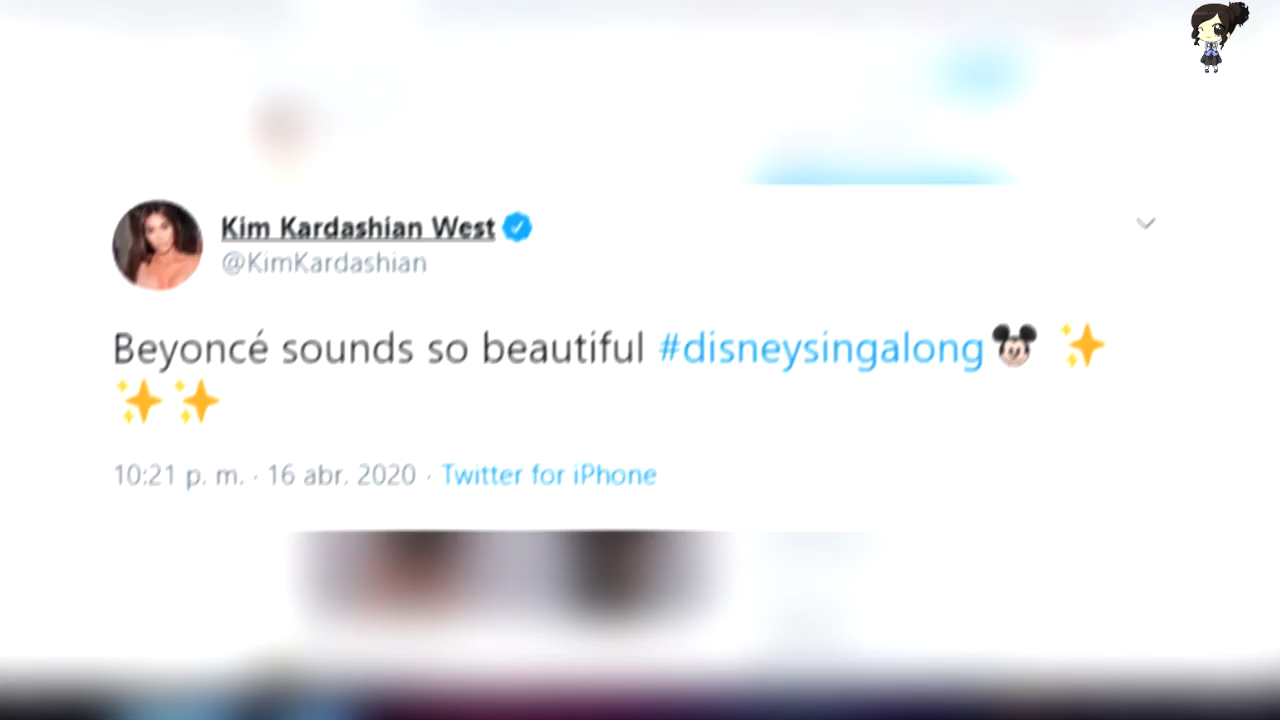 Kim Kardashian West
@KimKardashian
Beyoncé sounds so beautiful #disneysingalong ✨
✨✨
10:21 p. m. · 16 abr. 2020 · Twitter for iPhone